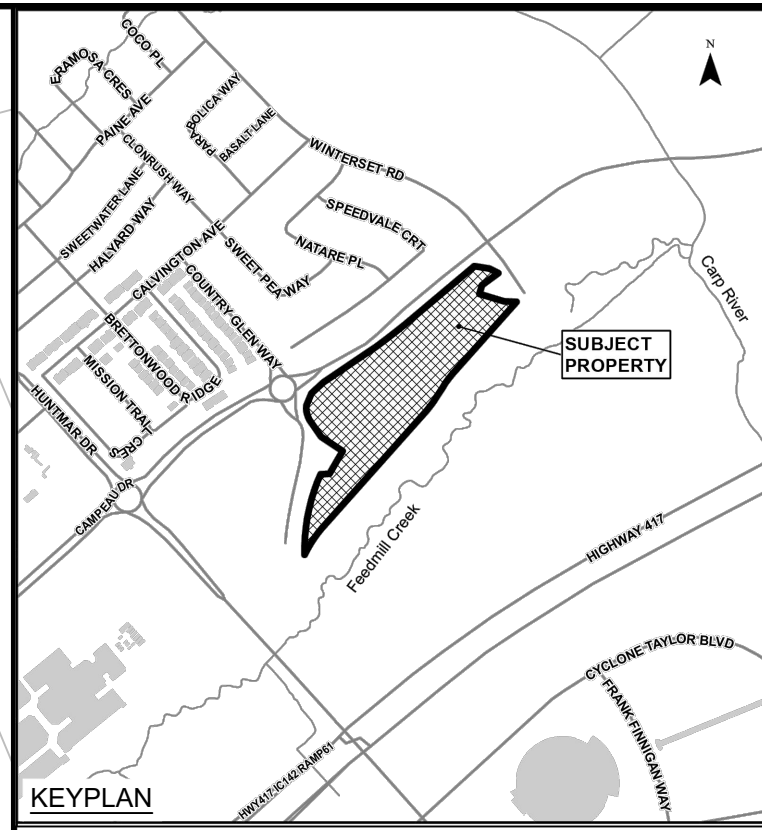 COCO PL
N
ERAMOSA CRES
PAINE AVE
PARABOLICA WAY
BASALT LANE
CLONRUSH WAY
WINTERSET RD
SWEETWATER LANE
HALYARD WAY
SPEEDVALE CRT
CALVINGTON AVE
SWEET PEA WAY
NATARE PL
COUNTRY GLEN WAY
Carp River
BRETTONWOOD RIDGE
SUBJECT
PROPERTY
MISSION TRAIL CRES
HUNTMAR DR
CAMPEAU DR
Feedmill Creek
HIGHWAY 417
CYCLONE TAYLOR BLVD
FRANK FINNIGAN WAY
HWY417 IC142 RAMP61
KEYPLAN